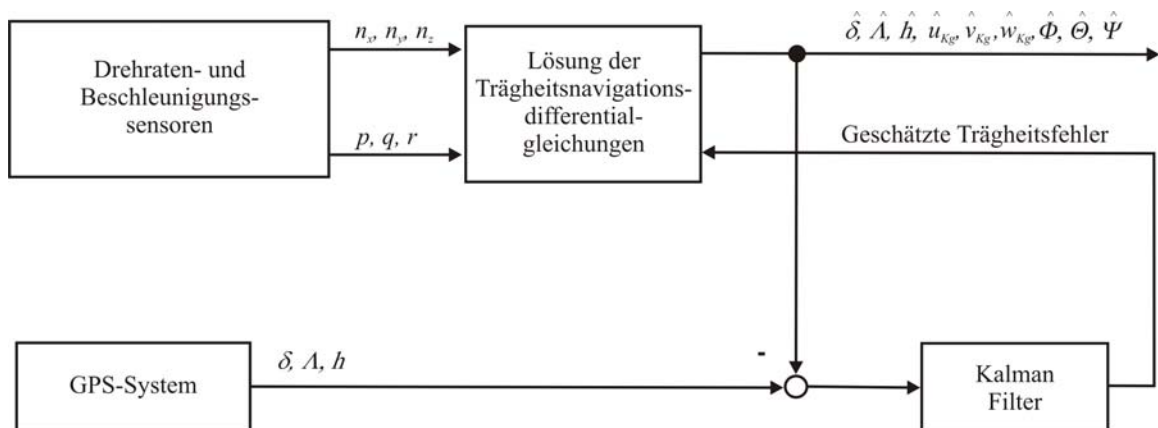 n_x, n_y, n_z
δ̂, Λ̂, ĥ, û_Kg, v̂_Kg, ŵ_Kg, Φ̂, Θ̂, Ψ̂
Drehraten- und
Beschleunigungs-
sensoren
p, q, r
Lösung der
Trägheitsnavigations-
differential-
gleichungen
Geschätzte Trägheitsfehler
GPS-System
δ, Λ, h
-
Kalman
Filter